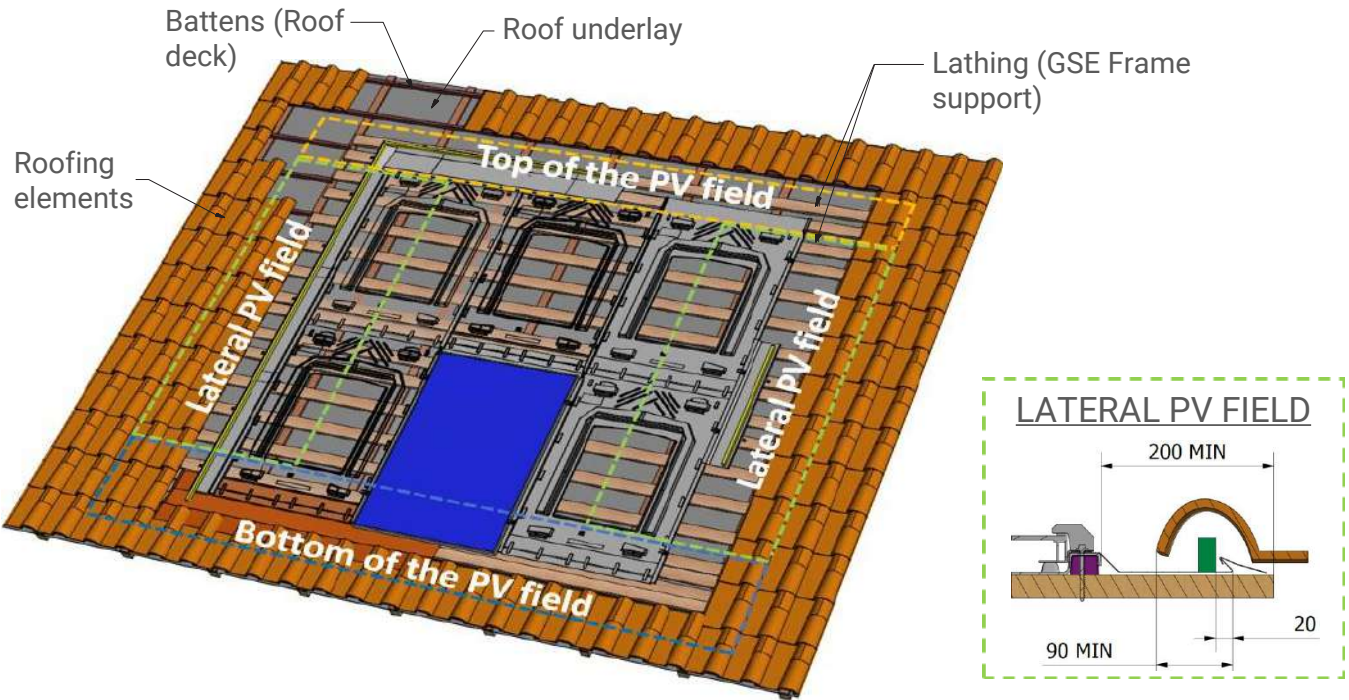 Battens (Roof
deck)
Roof underlay
Lathing (GSE Frame
support)
Roofing
elements
Top of the PV field
Lateral PV field
Lateral PV field
Bottom of the PV field
LATERAL PV FIELD
200 MIN
20
90 MIN